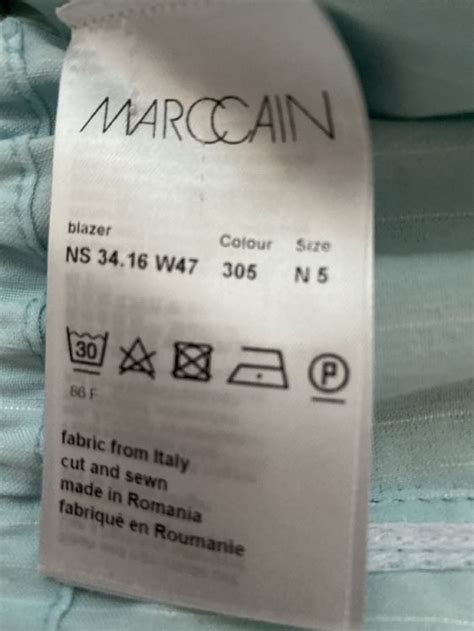 MARCCAIN
blazer Colour Size
NS 34.16 W47 305 N 5
30 P
86 F
fabric from Italy
cut and sewn
made in Romania
fabriqué en Roumanie